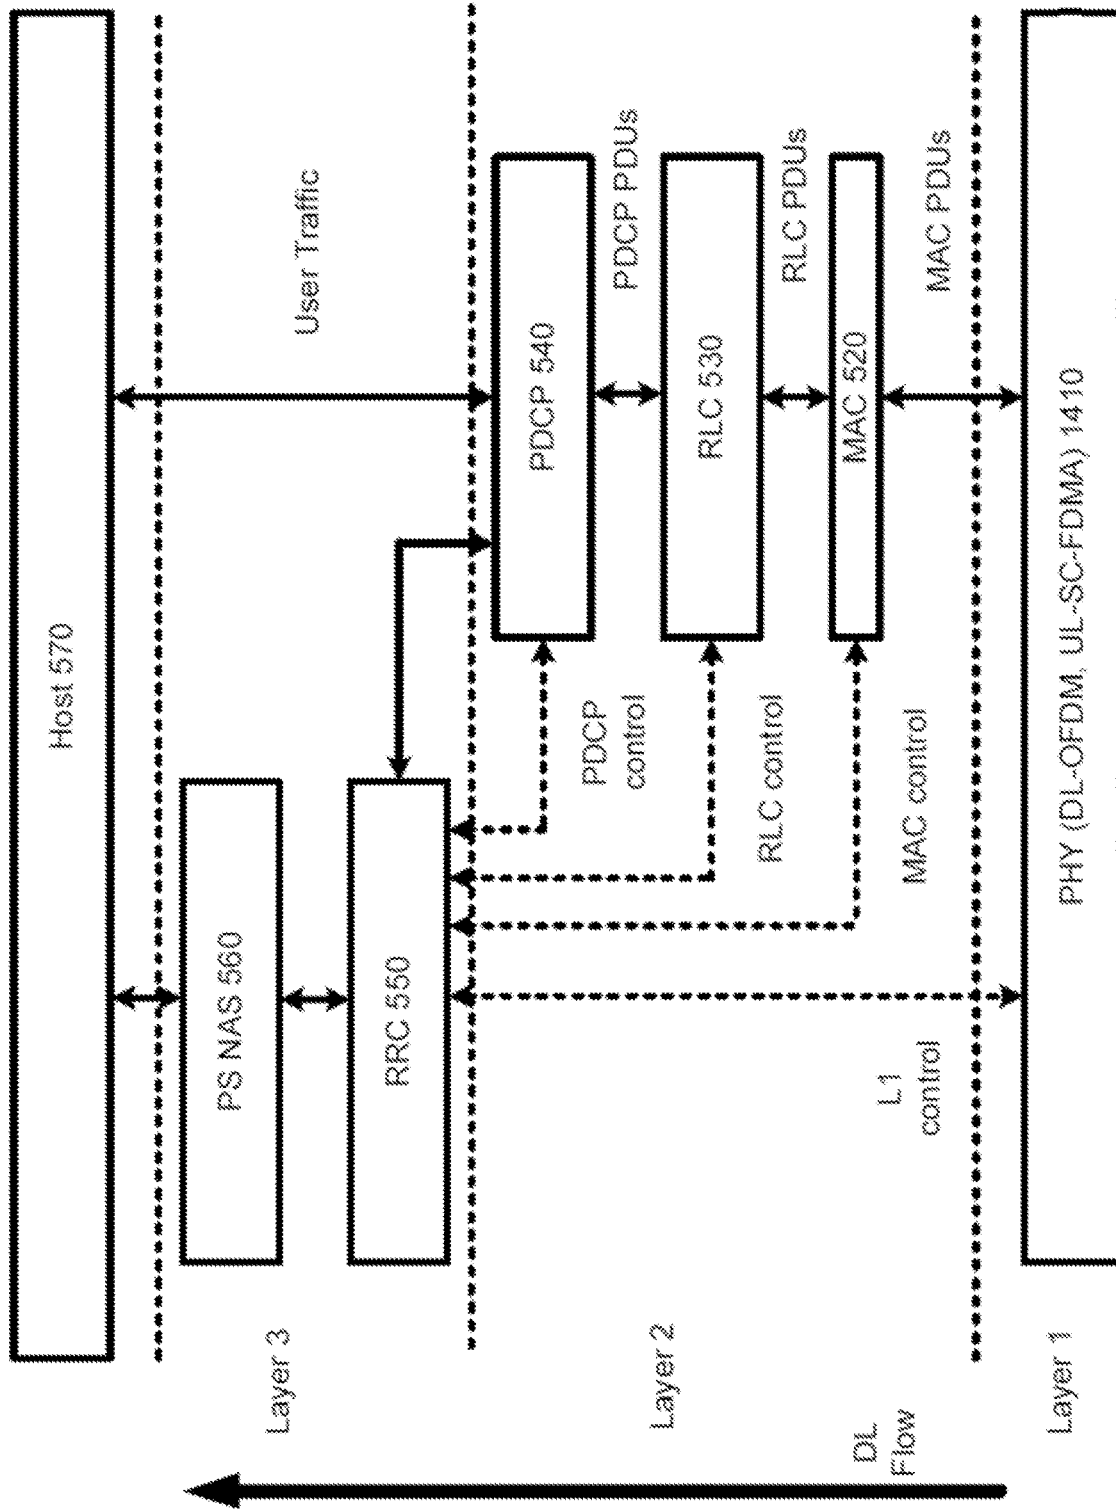 Host 570
User Traffic
PS NAS 560
Layer 3
RRC 550
PDCP 540
PDCP
control
PDCP PDUs
Layer 2
RLC 530
RLC control
RLC PDUs
MAC 520
MAC control
MAC PDUs
L1
control
DL
Flow
Layer 1
PHY (DL-OFDM, UL-SC-FDMA) 1410